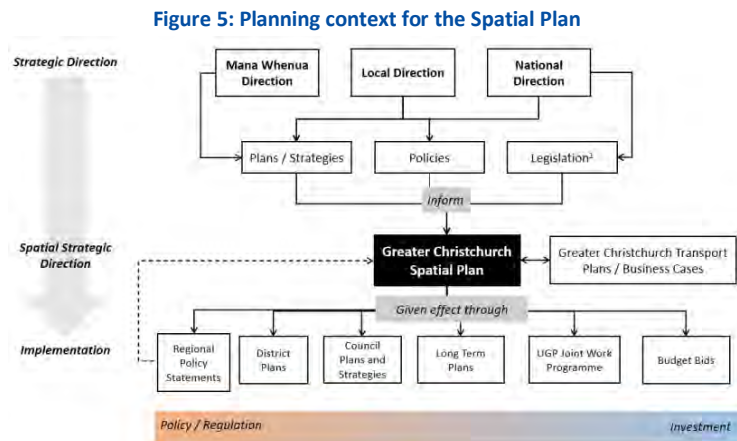 Figure 5: Planning context for the Spatial Plan
Strategic Direction
Mana Whenua
Direction
Local Direction
National
Direction
Plans / Strategies
Policies
Legislation³
Inform
Spatial Strategic
Direction
Greater Christchurch
Spatial Plan
Greater Christchurch Transport
Plans / Business Cases
Given effect through
Implementation
Regional
Policy
Statements
District
Plans
Council
Plans and
Strategies
Long Term
Plans
UGP Joint Work
Programme
Budget Bids
Policy / Regulation
Investment